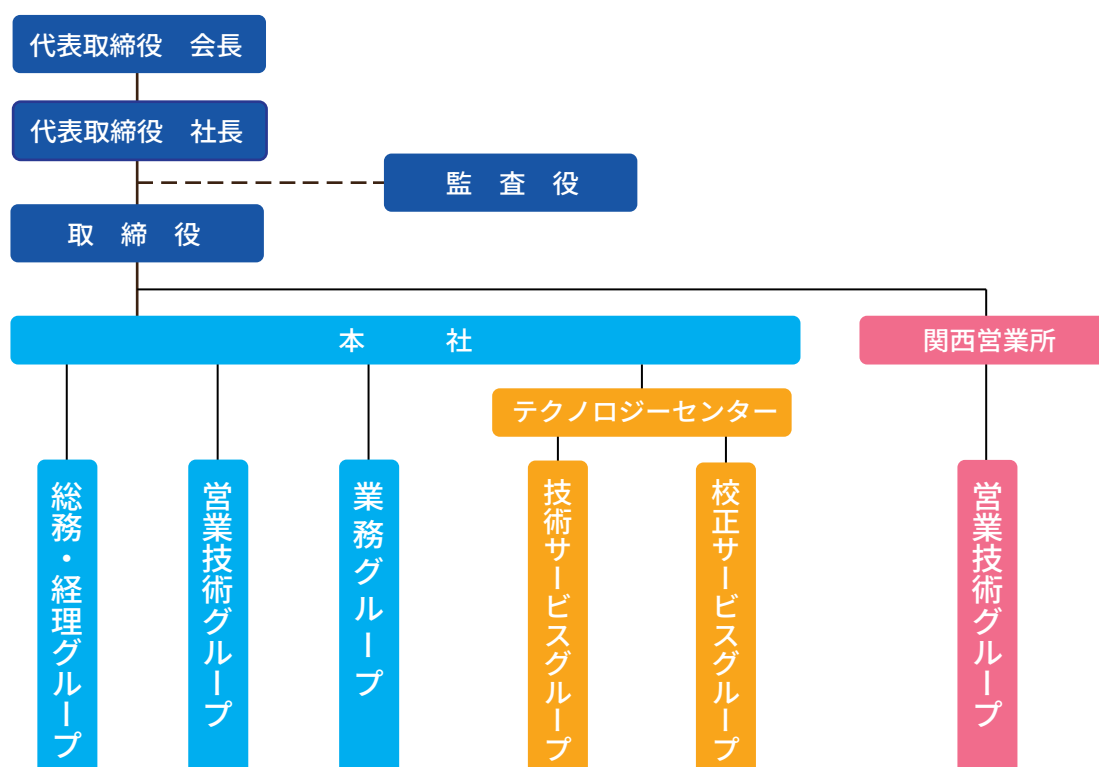 代表取締役　会長
代表取締役　社長
監　査　役
取　締　役
本　　　社
関西営業所
テクノロジーセンター
総務・経理グループ
営業技術グループ
業務グループ
技術サービスグループ
校正サービスグループ
営業技術グループ